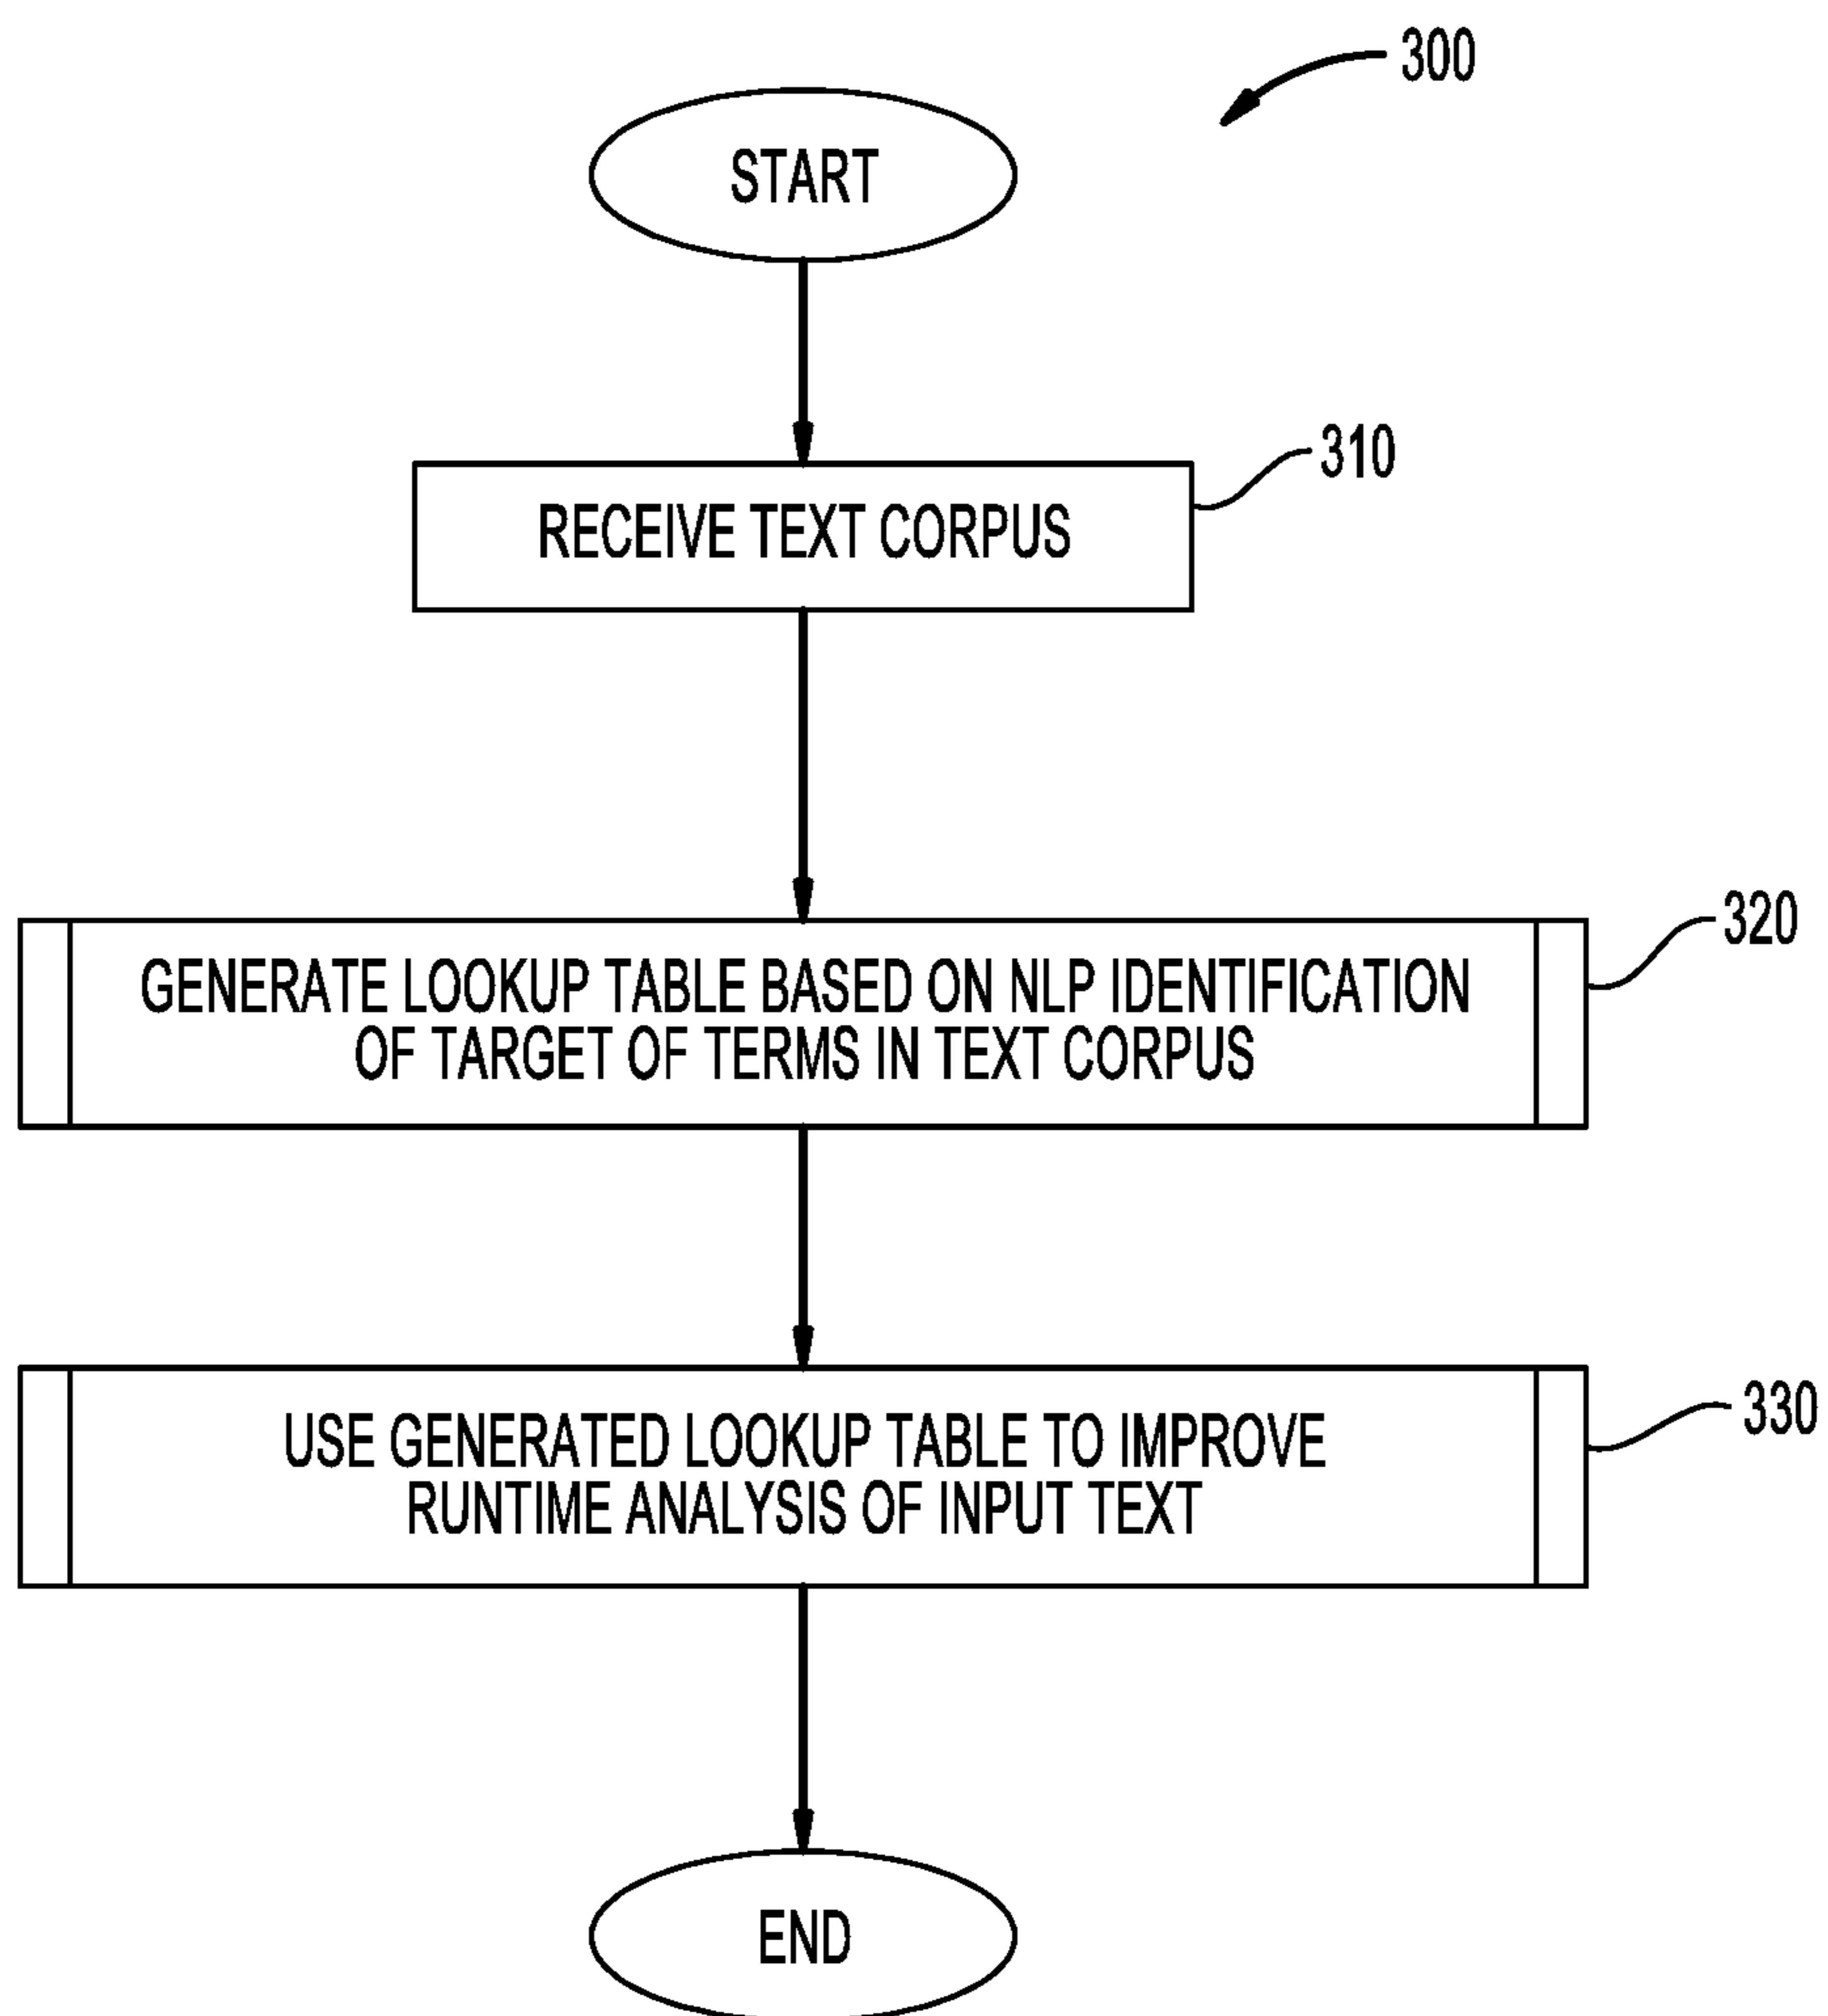 300
START
310
RECEIVE TEXT CORPUS
320
GENERATE LOOKUP TABLE BASED ON NLP IDENTIFICATION
OF TARGET OF TERMS IN TEXT CORPUS
330
USE GENERATED LOOKUP TABLE TO IMPROVE
RUNTIME ANALYSIS OF INPUT TEXT
END